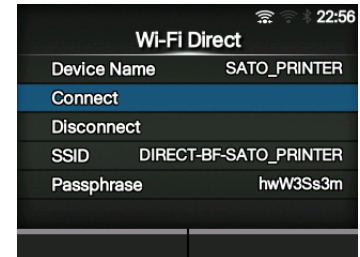 22:56
Wi-Fi Direct
Device Name SATO_PRINTER
Connect
Disconnect
SSID DIRECT-BF-SATO_PRINTER
Passphrase hwW3Ss3m